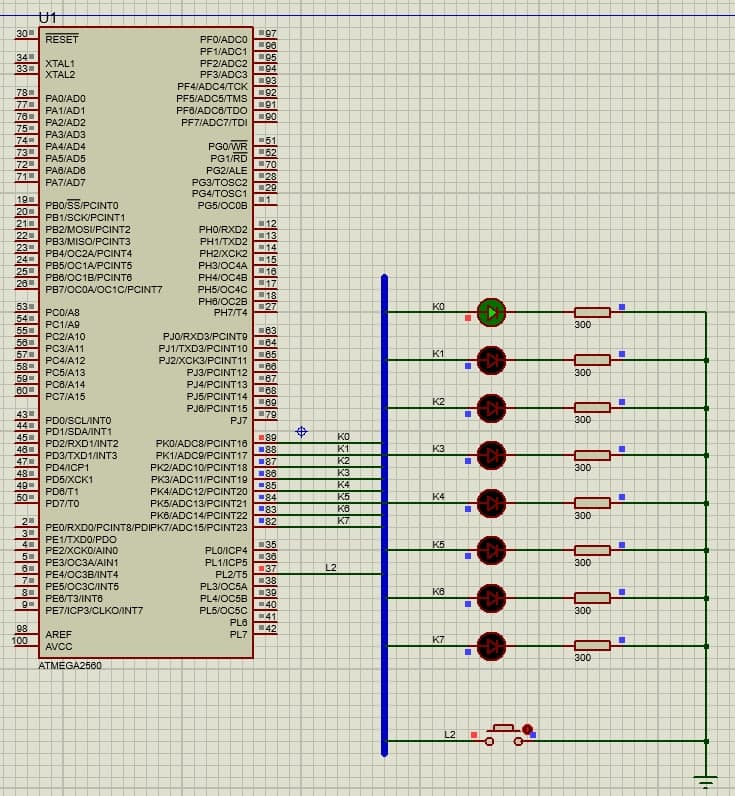 U1
30 RESET PF0/ADC0 97
PF1/ADC1 96
34 XTAL1 PF2/ADC2 95
33 XTAL2 PF3/ADC3 94
PF4/ADC4/TCK 93
78 PA0/AD0 PF5/ADC5/TMS 92
77 PA1/AD1 PF6/ADC6/TDO 91
76 PA2/AD2 PF7/ADC7/TDI 90
75 PA3/AD3
74 PA4/AD4 PG0/WR 51
73 PA5/AD5 PG1/RD 52
72 PA6/AD6 PG2/ALE 70
71 PA7/AD7 PG3/TOSC2 28
PG4/TOSC1 29
19 PB0/SS/PCINT0 PG5/OC0B 1
20 PB1/SCK/PCINT1
21 PB2/MOSI/PCINT2 PH0/RXD2 12
22 PB3/MISO/PCINT3 PH1/TXD2 13
23 PB4/OC2A/PCINT4 PH2/XCK2 14
24 PB5/OC1A/PCINT5 PH3/OC4A 15
25 PB6/OC1B/PCINT6 PH4/OC4B 16
26 PB7/OC0A/OC1C/PCINT7 PH5/OC4C 17
PH6/OC2B 18
53 PC0/A8 PH7/T4 27
54 PC1/A9
55 PC2/A10 PJ0/RXD3/PCINT9 63
56 PC3/A11 PJ1/TXD3/PCINT10 64
57 PC4/A12 PJ2/XCK3/PCINT11 65
58 PC5/A13 PJ3/PCINT12 66
59 PC6/A14 PJ4/PCINT13 67
60 PC7/A15 PJ5/PCINT14 68
PJ6/PCINT15 69
43 PD0/SCL/INT0 PJ7 79
44 PD1/SDA/INT1
45 PD2/RXD1/INT2 PK0/ADC8/PCINT16 89 K0
46 PD3/TXD1/INT3 PK1/ADC9/PCINT17 88 K1
47 PD4/ICP1 PK2/ADC10/PCINT18 87 K2
48 PD5/XCK1 PK3/ADC11/PCINT19 86 K3
49 PD6/T1 PK4/ADC12/PCINT20 85 K4
50 PD7/T0 PK5/ADC13/PCINT21 84 K5
PK6/ADC14/PCINT22 83 K6
2 PE0/RXD0/PCINT8/PDI PK7/ADC15/PCINT23 82 K7
3 PE1/TXD0/PDO
4 PE2/XCK0/AIN0 PL0/ICP4 35
5 PE3/OC3A/AIN1 PL1/ICP5 36
6 PE4/OC3B/INT4 PL2/T5 37 L2
7 PE5/OC3C/INT5 PL3/OC5A 38
8 PE6/T3/INT6 PL4/OC5B 39
9 PE7/ICP3/CLKO/INT7 PL5/OC5C 40
PL6 41
98 AREF PL7 42
100 AVCC
ATMEGA2560
K0
300
K1
300
K2
300
K3
300
K4
300
K5
300
K6
300
K7
300
L2